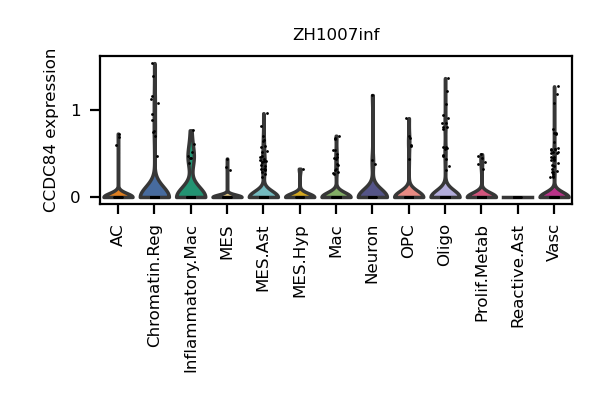 ZH1007inf
CCDC84 expression
1
0
AC
Chromatin.Reg
Inflammatory.Mac
MES
MES.Ast
MES.Hyp
Mac
Neuron
OPC
Oligo
Prolif.Metab
Reactive.Ast
Vasc